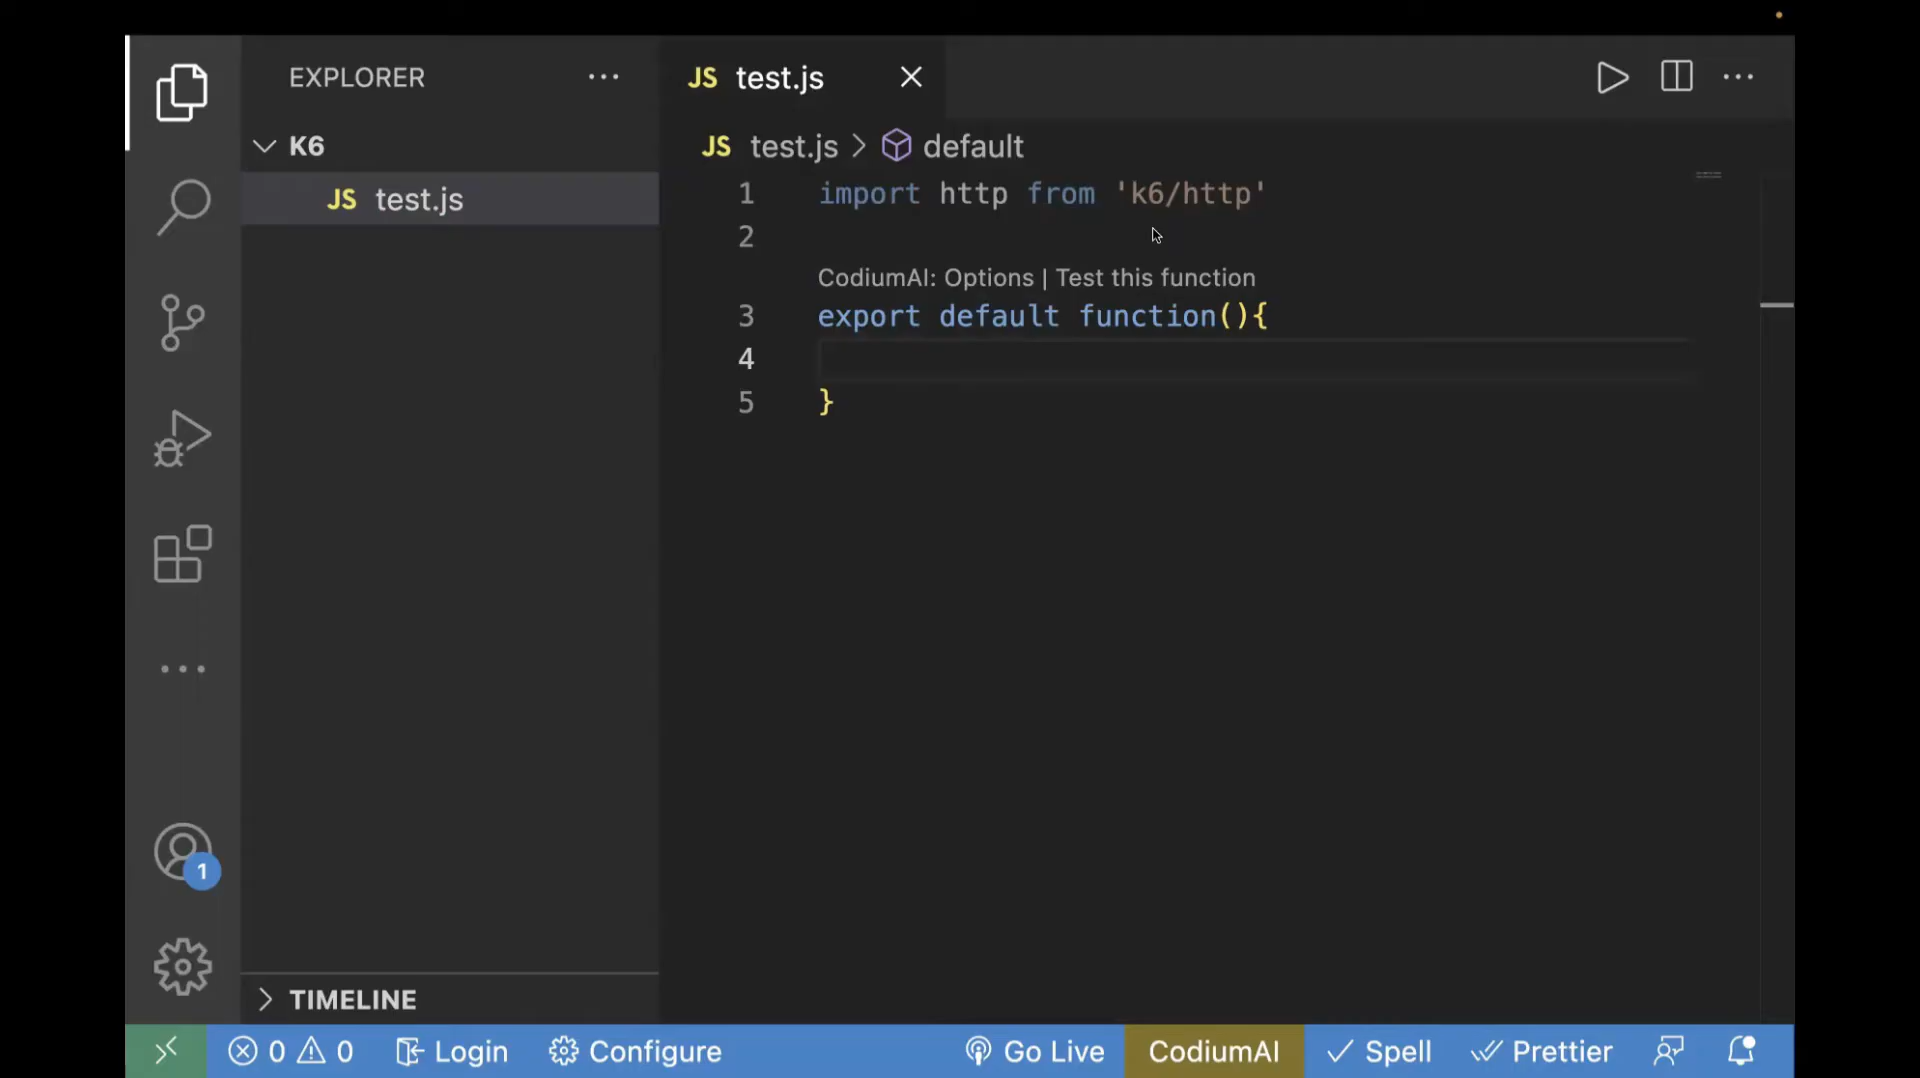 EXPLORER
K6
JS test.js
TIMELINE
JS test.js
JS test.js > default
1 import http from 'k6/http'
2
CodiumAI: Options | Test this function
3 export default function(){
4
5 }
1
0 0 Login Configure Go Live CodiumAI Spell Prettier